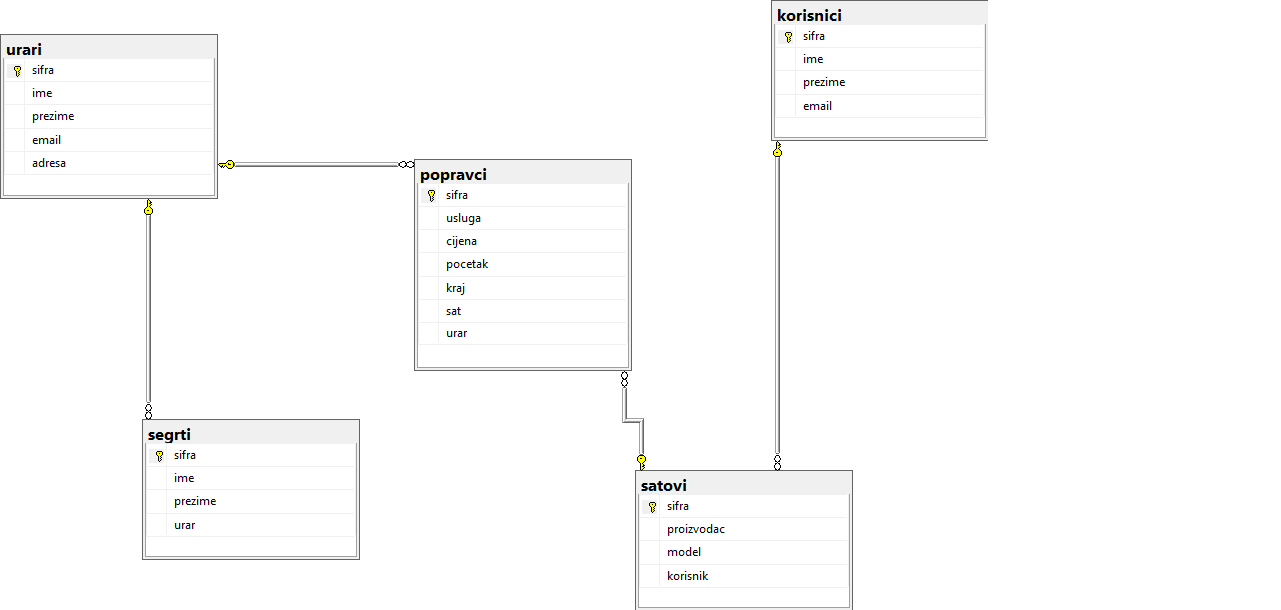 urari
sifra
ime
prezime
email
adresa
korisnici
sifra
ime
prezime
email
popravci
sifra
usluga
cijena
pocetak
kraj
sat
urar
segrti
sifra
ime
prezime
urar
satovi
sifra
proizvodac
model
korisnik